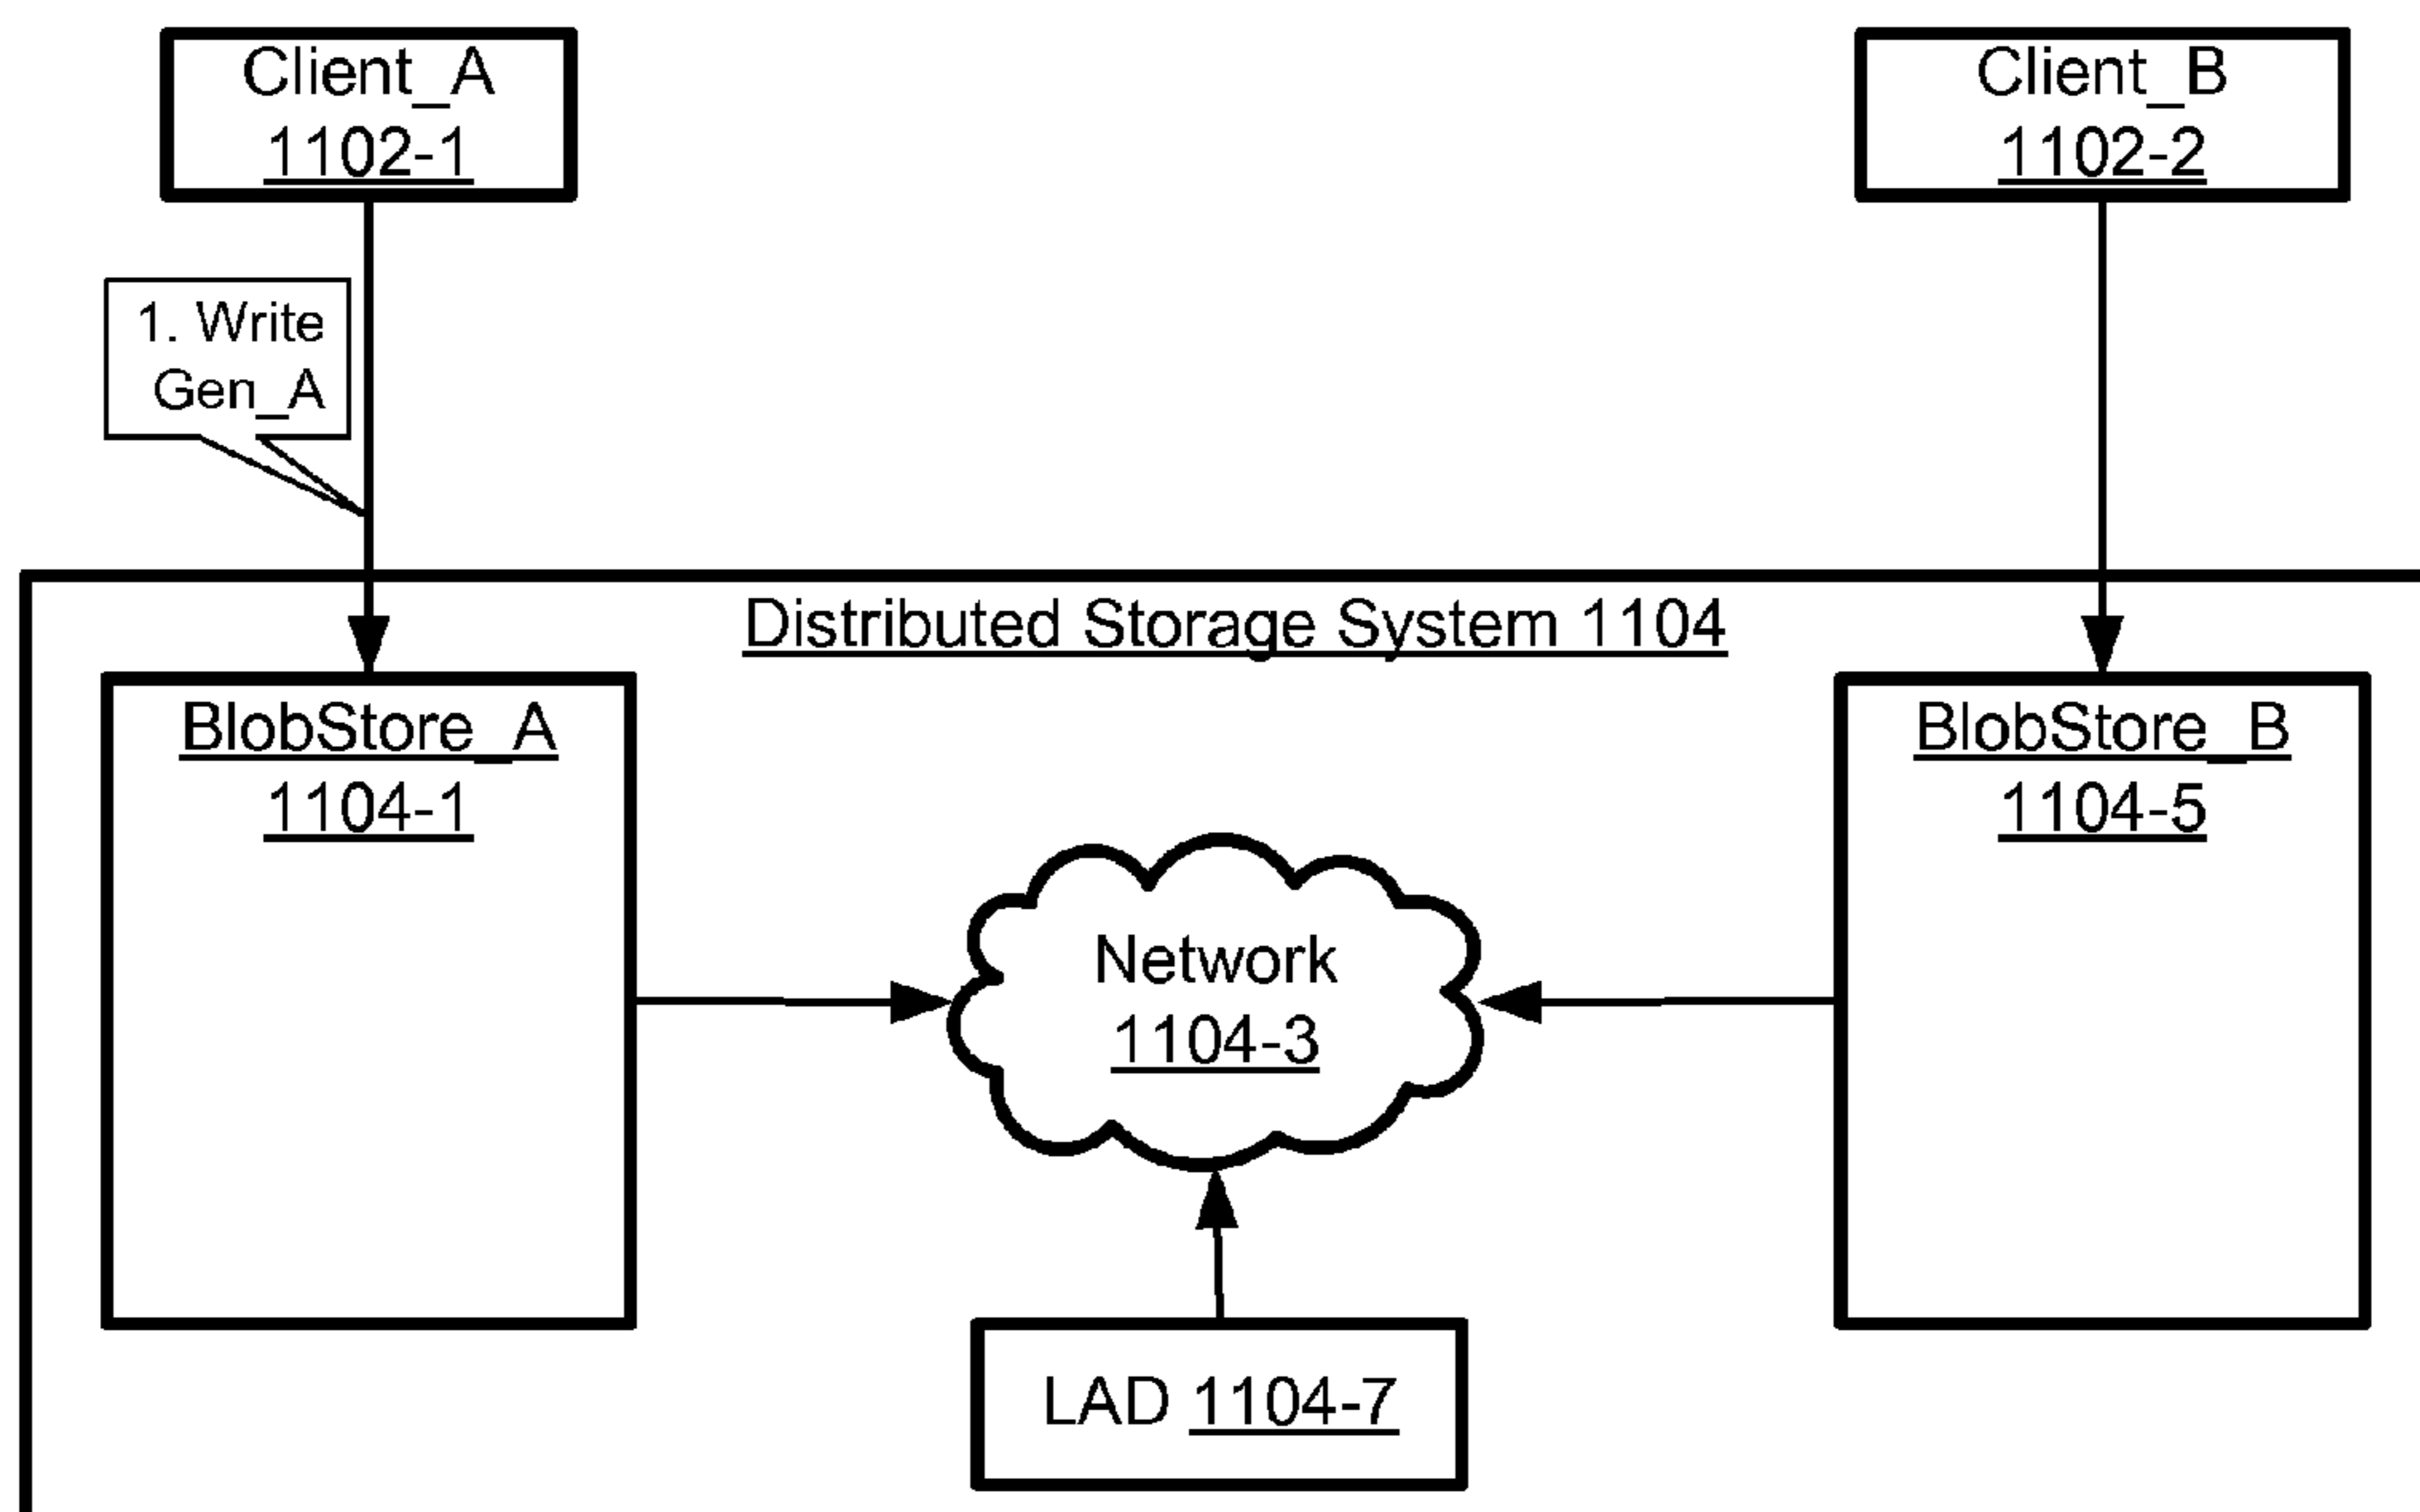 Client_A
1102-1
Client_B
1102-2
1. Write
Gen_A
Distributed Storage System 1104
BlobStore_A
1104-1
BlobStore_B
1104-5
Network
1104-3
LAD 1104-7